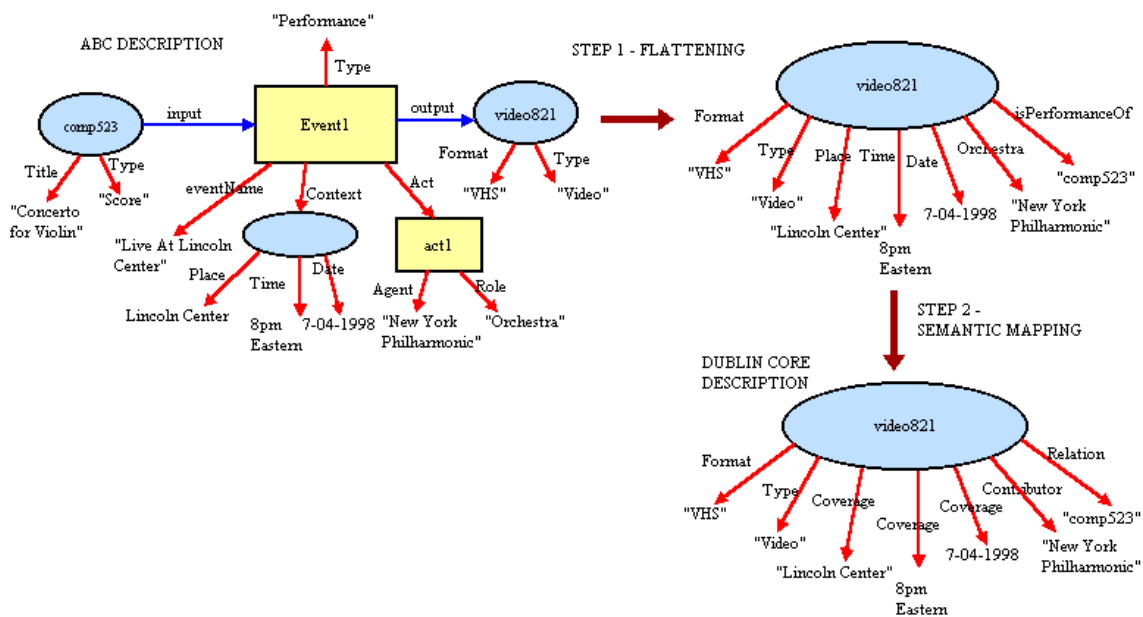 "Performance"
ABC DESCRIPTION
Type
input
output
comp523
Event1
video821
Title
Type
"Concerto
for Violin"
"Score"
eventName
Context
Act
Format
Type
"VHS"
"Video"
"Live At Lincoln
Center"
act1
Place
Time
Date
Agent
Role
Lincoln Center
8pm
Eastern
7-04-1998
"New York
Philharmonic"
"Orchestra"
STEP 1 - FLATTENING
video821
Format
Type
Place
Time
Date
Orchestra
isPerformanceOf
"VHS"
"Video"
"Lincoln Center"
8pm
Eastern
7-04-1998
"New York
Philharmonic"
"comp523"
STEP 2 -
SEMANTIC MAPPING
DUBLIN CORE
DESCRIPTION
video821
Format
Type
Coverage
Coverage
Coverage
Contributor
Relation
"VHS"
"Video"
"Lincoln Center"
8pm
Eastern
7-04-1998
"New York
Philharmonic"
"comp523"